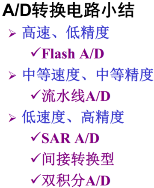 A/D转换电路小结
➢ 高速、低精度
✓Flash A/D
➢ 中等速度、中等精度
✓流水线A/D
➢ 低速度、高精度
✓SAR A/D
✓间接转换型
✓双积分A/D